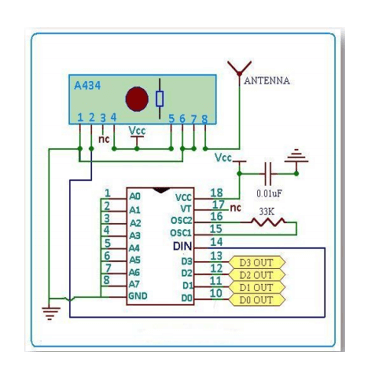 A434
ANTENNA
1 2 3 4 5 6 7 8
nc
Vcc
Vcc
0.01uF
1 A0 VCC 18
2 A1 VT 17 nc
3 A2 OSC2 16 33K
4 A3 OSC1 15
5 A4 DIN 14
6 A5 D3 13 D3 OUT
7 A6 D2 12 D2 OUT
8 A7 D1 11 D1 OUT
GND D0 10 D0 OUT